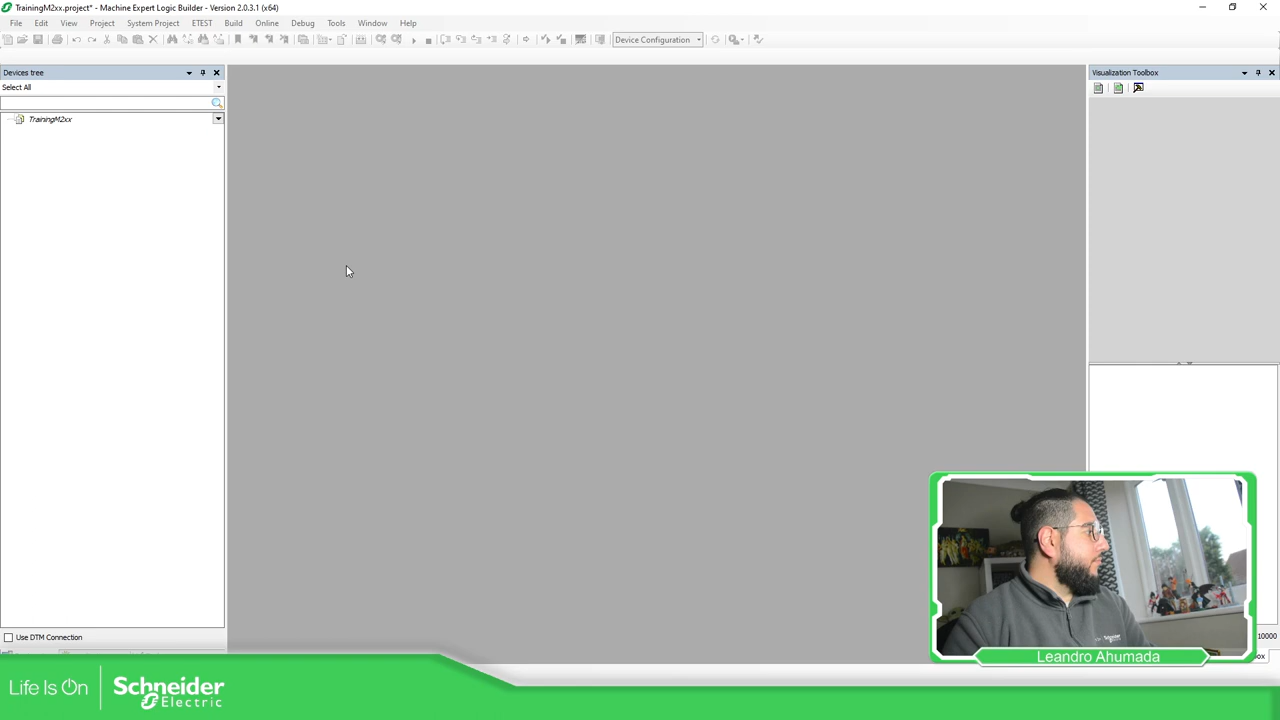 TrainingM2xx.project* - Machine Expert Logic Builder - Version 2.0.3.1 (x64)
File Edit View Project System Project ETEST Build Online Debug Tools Window Help
Device Configuration
Devices tree
Visualization Toolbox
Select All
TrainingM2xx
Use DTM Connection
10000
Leandro Ahumada
Life Is On
Schneider
Electric